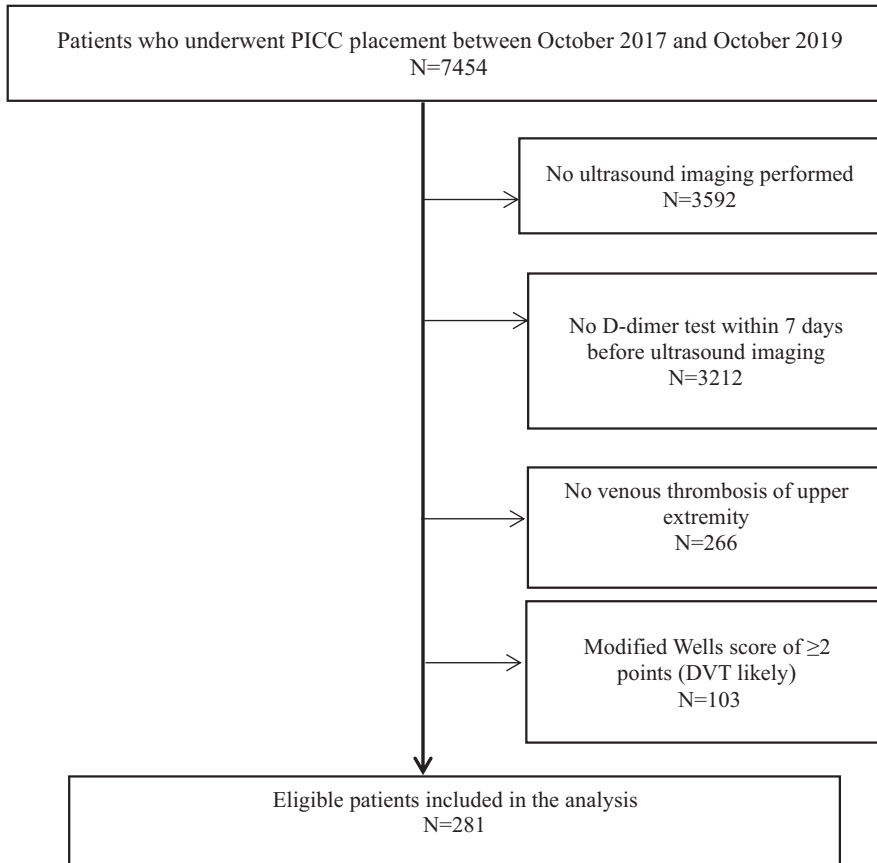 Patients who underwent PICC placement between October 2017 and October 2019
N=7454
No ultrasound imaging performed
N=3592
No D-dimer test within 7 days
before ultrasound imaging
N=3212
No venous thrombosis of upper
extremity
N=266
Modified Wells score of ≥2
points (DVT likely)
N=103
Eligible patients included in the analysis
N=281